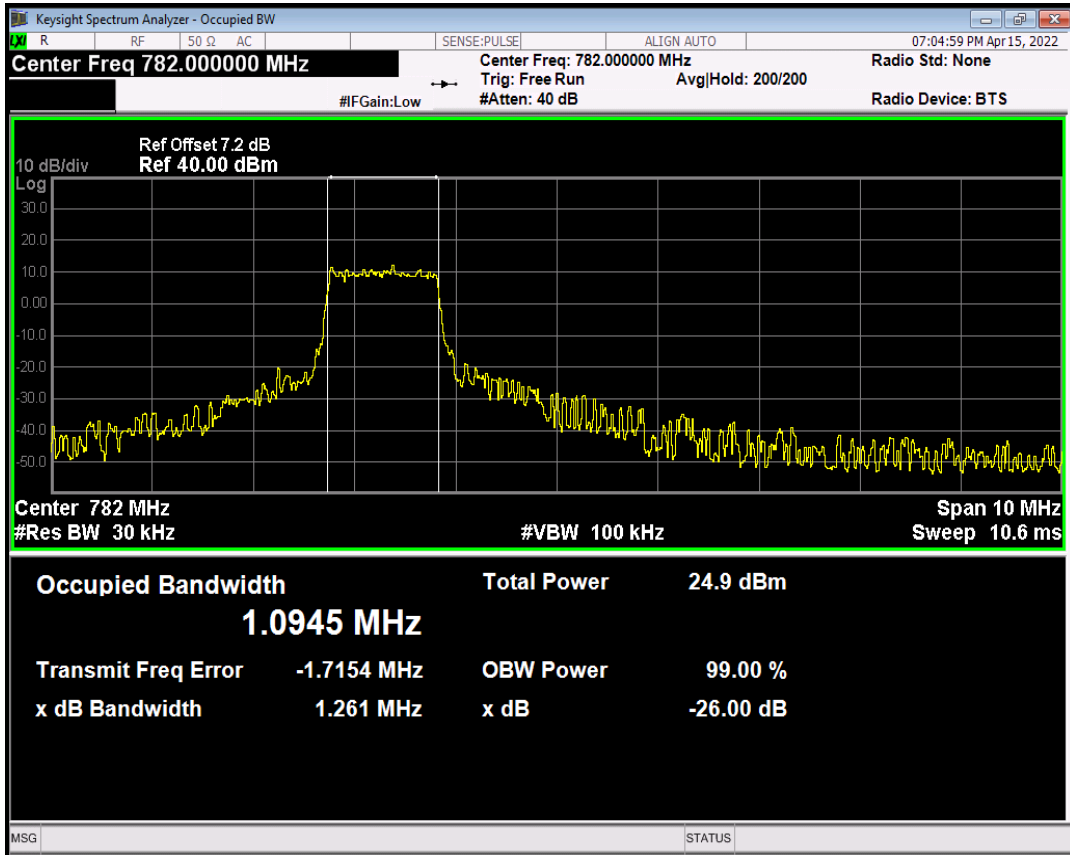 Keysight Spectrum Analyzer - Occupied BW
LXI R RF 50 Ω AC SENSE:PULSE ALIGN AUTO 07:04:59 PM Apr 15, 2022
Center Freq 782.000000 MHz Center Freq: 782.000000 MHz Radio Std: None
Trig: Free Run Avg|Hold: 200/200
#IFGain:Low #Atten: 40 dB Radio Device: BTS
Ref Offset 7.2 dB
10 dB/div Ref 40.00 dBm
Log
30.0
20.0
10.0
0.00
-10.0
-20.0
-30.0
-40.0
-50.0
Center 782 MHz Span 10 MHz
#Res BW 30 kHz #VBW 100 kHz Sweep 10.6 ms
Occupied Bandwidth Total Power 24.9 dBm
1.0945 MHz
Transmit Freq Error -1.7154 MHz OBW Power 99.00 %
x dB Bandwidth 1.261 MHz x dB -26.00 dB
MSG STATUS